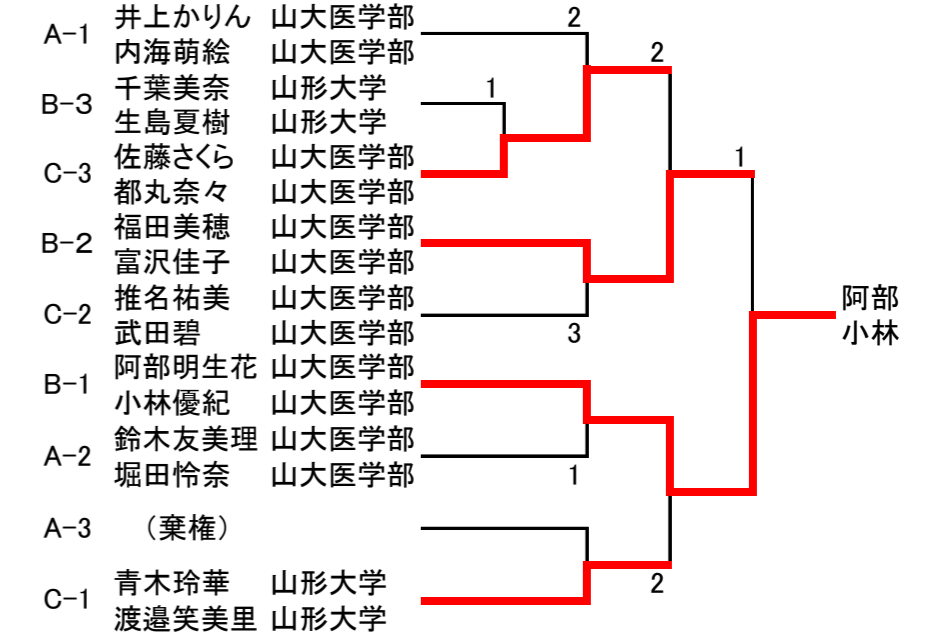 井上かりん 山大医学部 2
A-1
内海萌絵 山大医学部 2
千葉美奈 山形大学 1
B-3
生島夏樹 山形大学
佐藤さくら 山大医学部 1
C-3
都丸奈々 山大医学部
福田美穂 山大医学部
B-2
富沢佳子 山大医学部
推名祐美 山大医学部 阿部
C-2
武田碧 山大医学部 3 小林
阿部明生花 山大医学部
B-1
小林優紀 山大医学部
鈴木友美理 山大医学部
A-2
堀田怜奈 山大医学部 1
A-3 （棄権）
青木玲華 山形大学 2
C-1
渡邉笑美里 山形大学